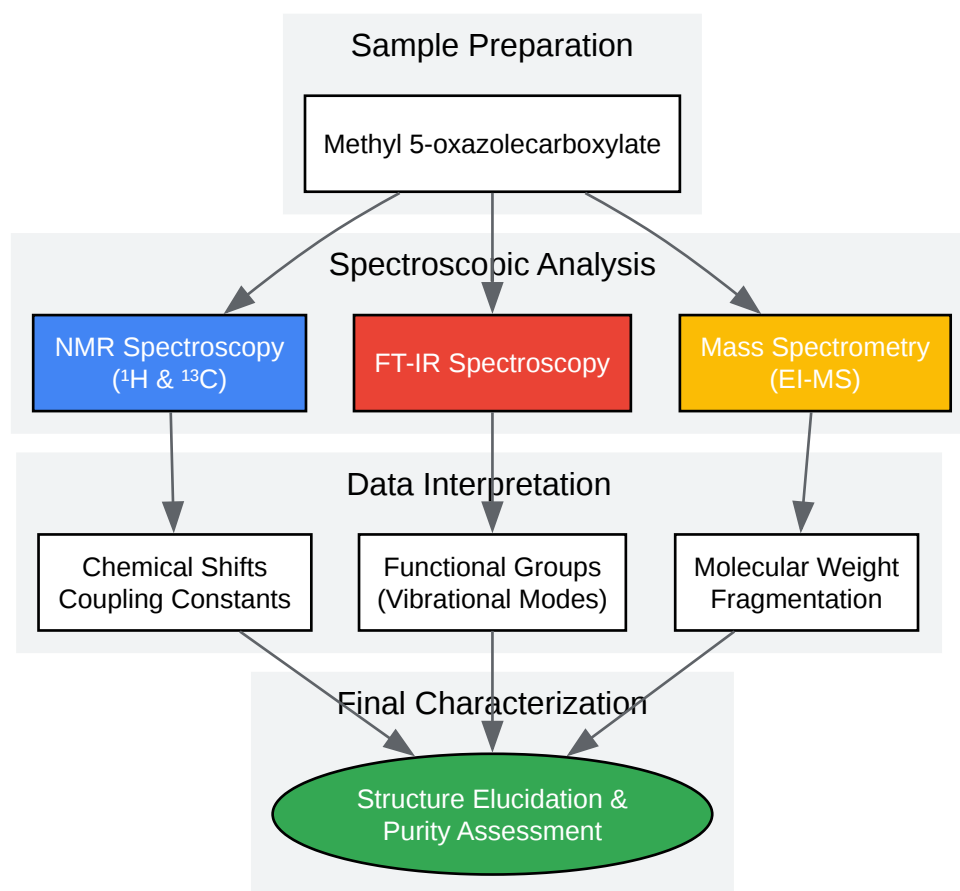 Sample Preparation
Methyl 5-oxazolecarboxylate
Spectroscopic Analysis
NMR Spectroscopy
(¹H & ¹³C)
FT-IR Spectroscopy
Mass Spectrometry
(EI-MS)
Data Interpretation
Chemical Shifts
Coupling Constants
Functional Groups
(Vibrational Modes)
Molecular Weight
Fragmentation
Final Characterization
Structure Elucidation &
Purity Assessment